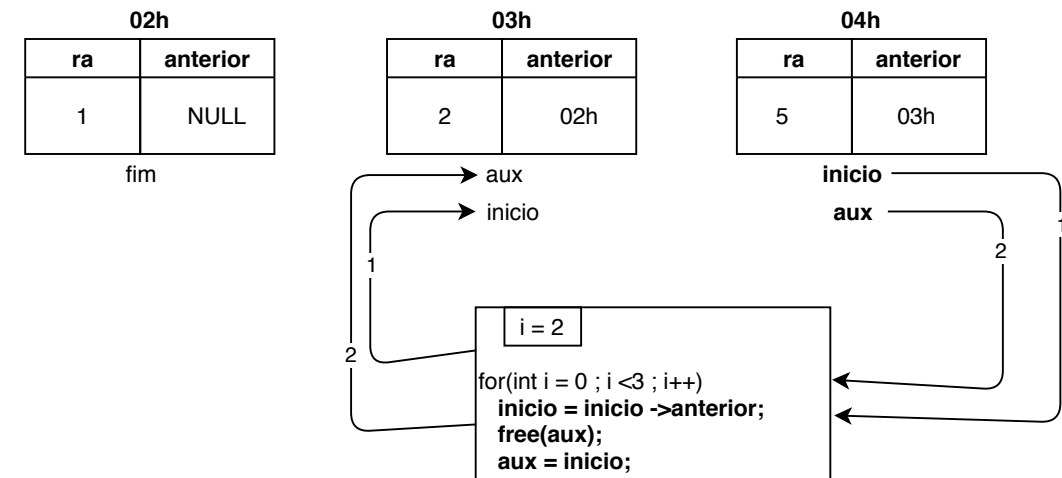 02h 03h 04h
ra anterior ra anterior ra anterior
1 NULL 2 02h 5 03h
fim aux inicio
inicio aux
1 2 1
2
i = 2
for(int i = 0 ; i <3 ; i++)
inicio = inicio ->anterior;
free(aux);
aux = inicio;